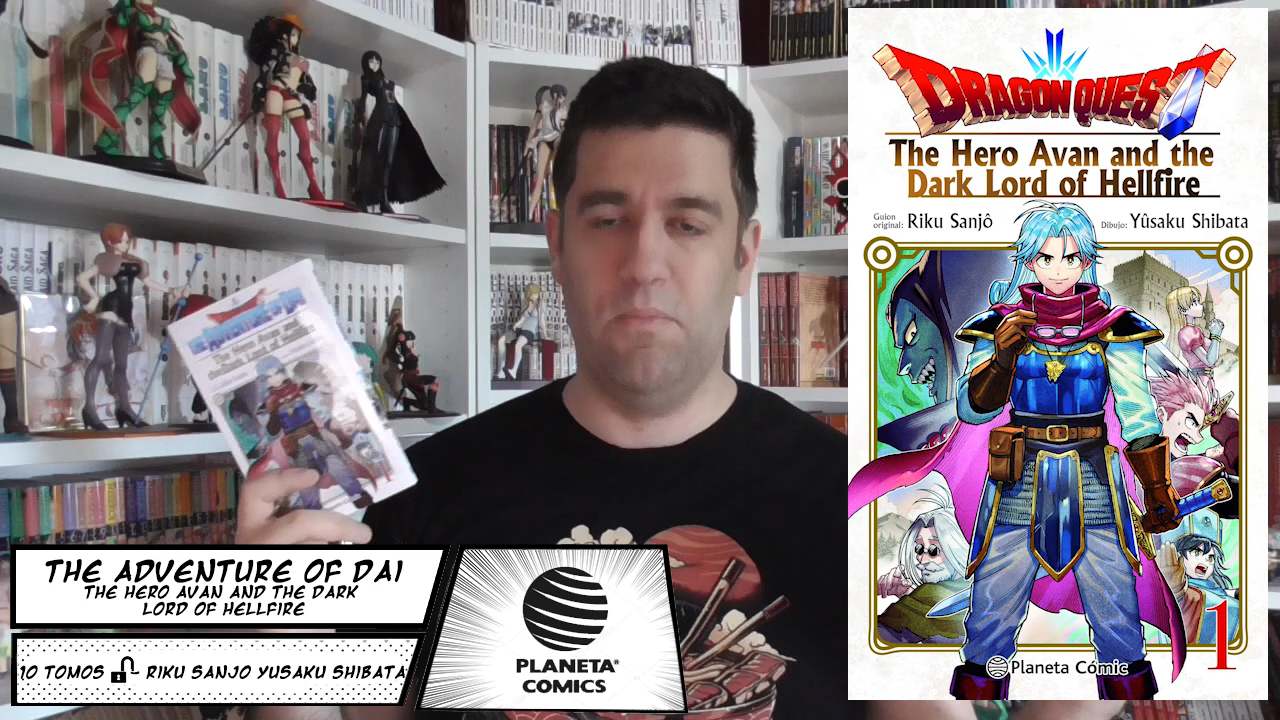 DRAGON QUEST
The Hero Avan and the
Dark Lord of Hellfire
Guion
original: Riku Sanjô
Dibujo: Yûsaku Shibata
1
Planeta Cómic
THE ADVENTURE OF DAI
THE HERO AVAN AND THE DARK
LORD OF HELLFIRE
10 TOMOS
RIKU SANJO YUSAKU SHIBATA
PLANETA®
COMICS